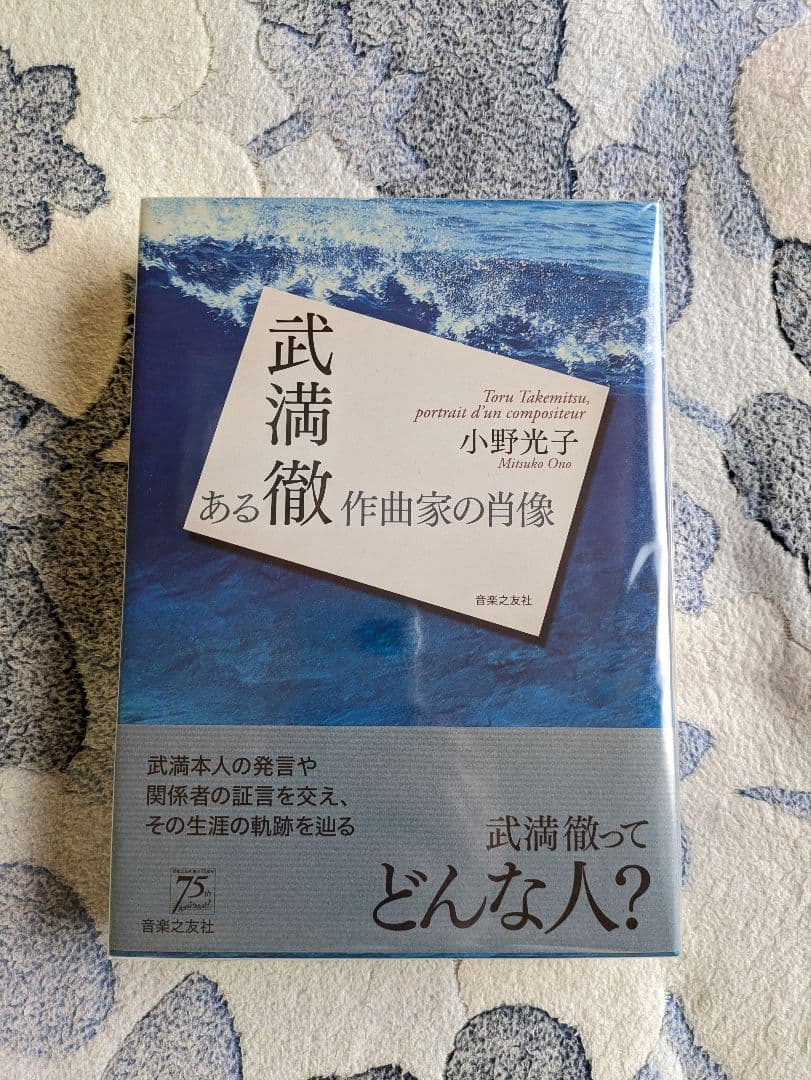 武満徹
ある作曲家の肖像
Toru Takemitsu,
portrait d'un compositeur
小野光子
Mitsuko Ono
音楽之友社
武満本人の発言や
関係者の証言を交え、
その生涯の軌跡を辿る
武満徹って
どんな人?
75th
音楽之友社